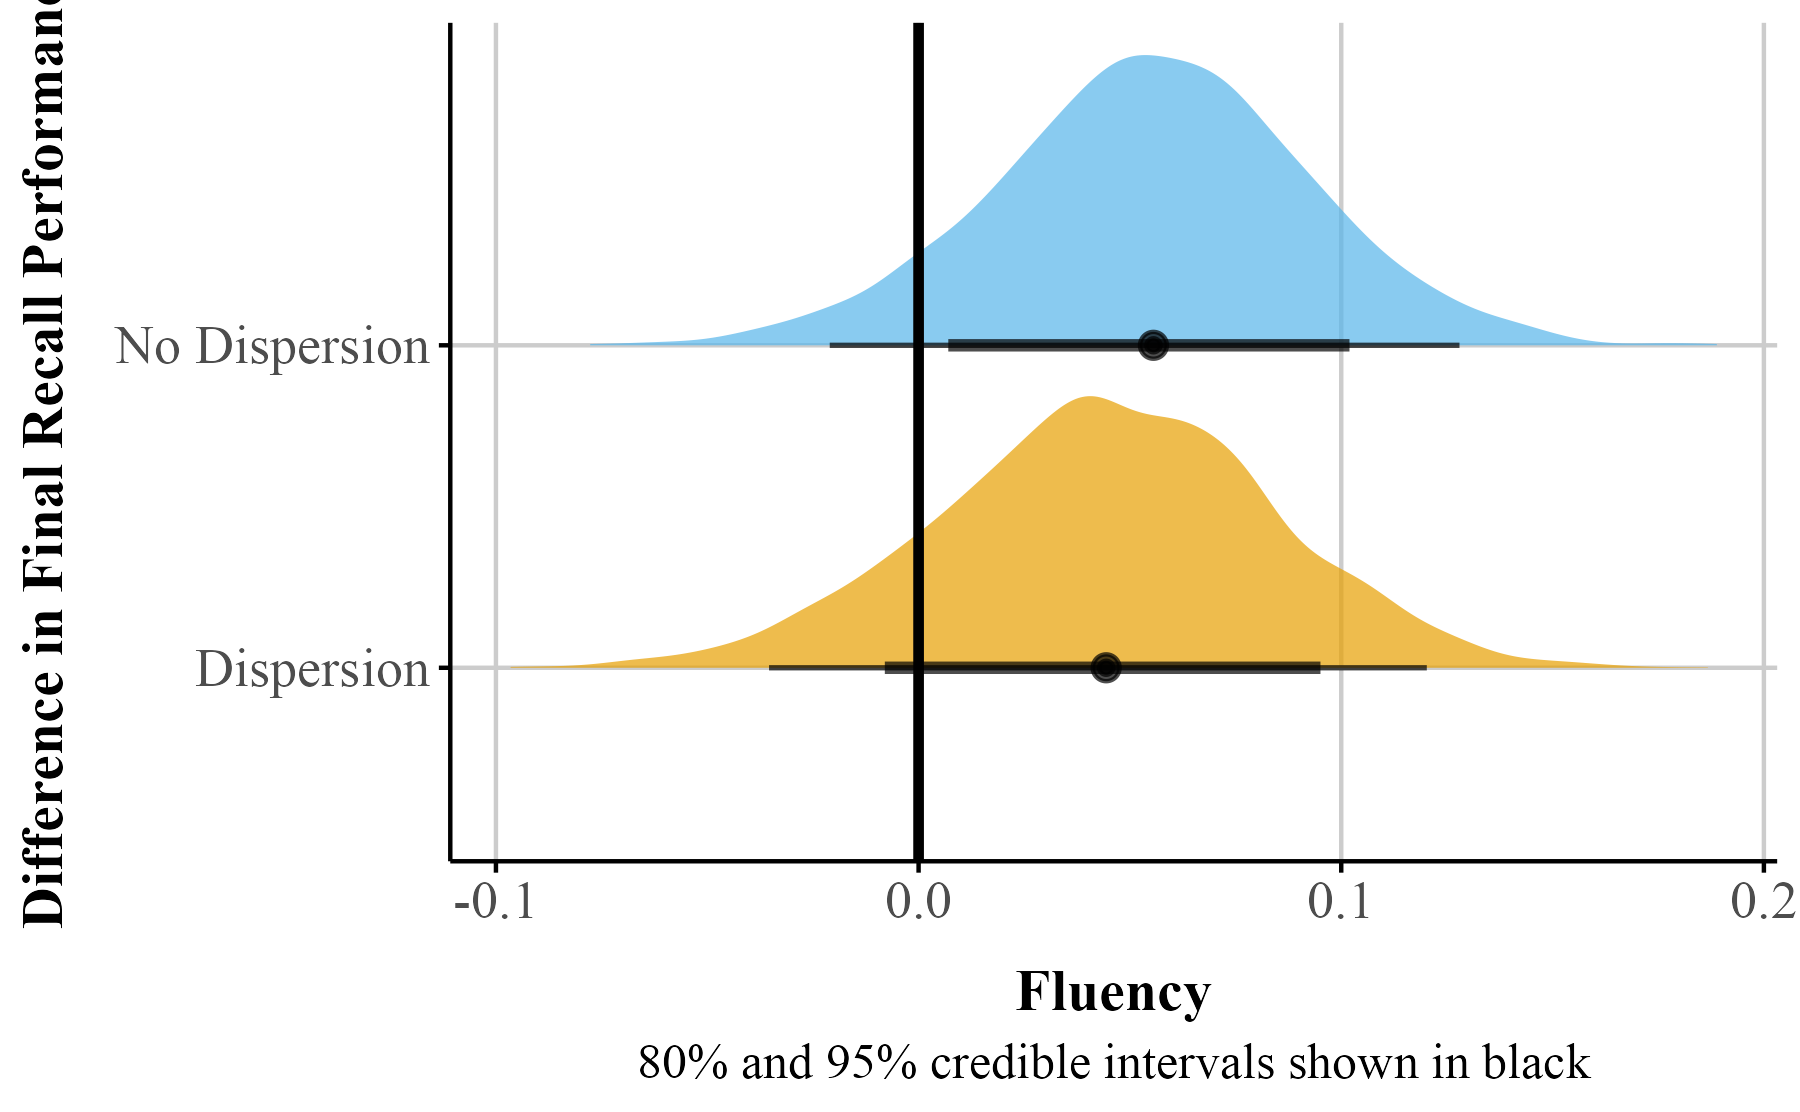 Difference in Final Recall Performan
No Dispersion
Dispersion
-0.1 0.0 0.1 0.2
Fluency
80% and 95% credible intervals shown in black